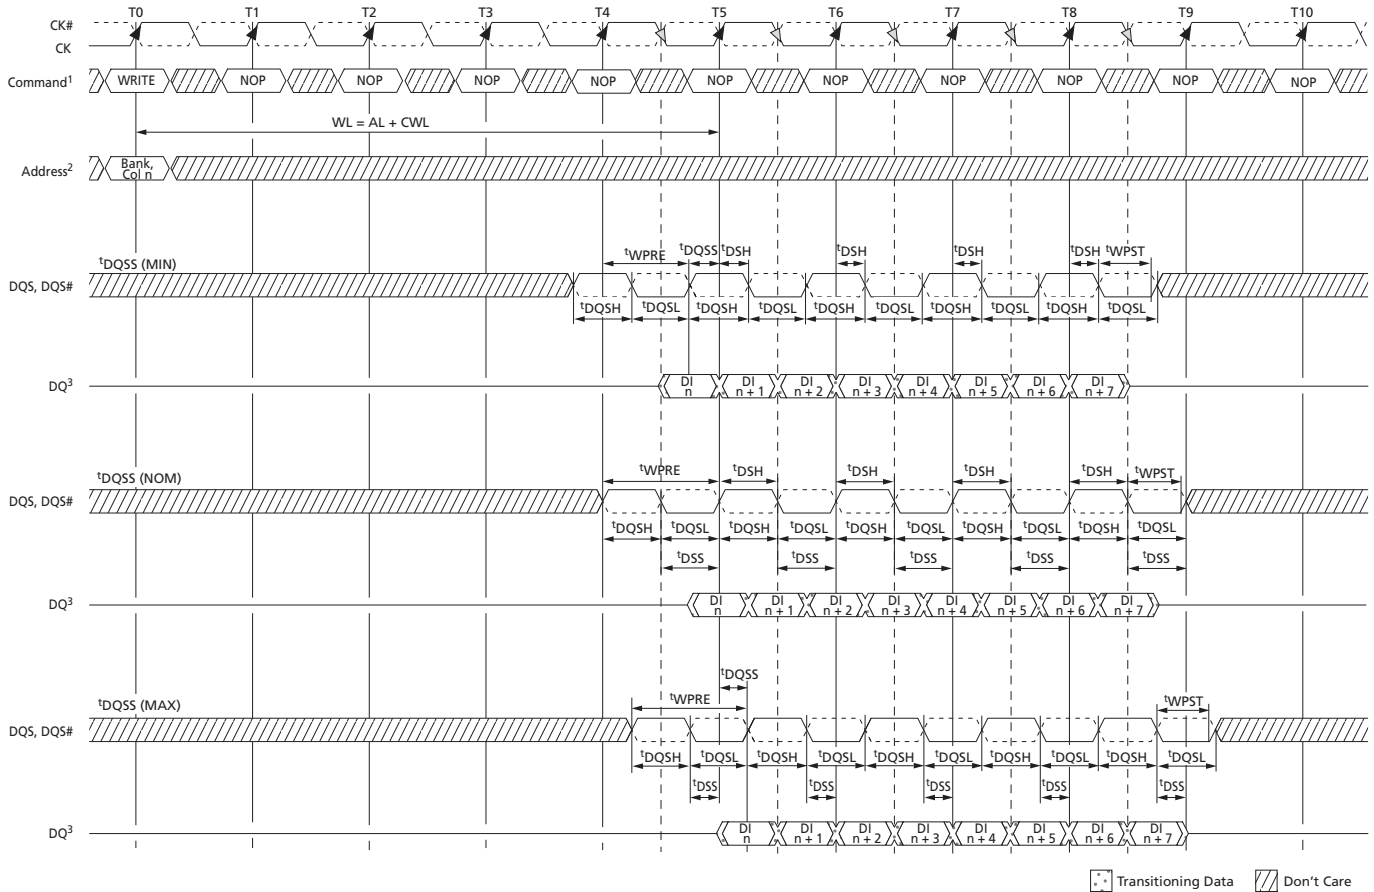 T0 T1 T2 T3 T4 T5 T6 T7 T8 T9 T10
CK#
CK
Command1 WRITE NOP NOP NOP NOP NOP NOP NOP NOP NOP NOP
WL = AL + CWL
Address2 Bank, Col n
tDQSS (MIN) tWPRE tDQSS tDSH tDSH tDSH tDSH tWPST
DQS, DQS#
tDQSH tDQSL tDQSH tDQSL tDQSH tDQSL tDQSH tDQSL tDQSH tDQSL
DQ3 DI n DI n + 1 DI n + 2 DI n + 3 DI n + 4 DI n + 5 DI n + 6 DI n + 7
tDQSS (NOM) tWPRE tDSH tDSH tDSH tDSH tWPST
DQS, DQS#
tDQSH tDQSL tDQSH tDQSL tDQSH tDQSL tDQSH tDQSL tDQSH tDQSL
tDSS tDSS tDSS tDSS tDSS
DQ3 DI n DI n + 1 DI n + 2 DI n + 3 DI n + 4 DI n + 5 DI n + 6 DI n + 7
tDQSS
tDQSS (MAX) tWPRE tWPST
DQS, DQS#
tDQSH tDQSL tDQSH tDQSL tDQSH tDQSL tDQSH tDQSL tDQSH tDQSL
tDSS tDSS tDSS tDSS tDSS
DQ3 DI n DI n + 1 DI n + 2 DI n + 3 DI n + 4 DI n + 5 DI n + 6 DI n + 7
Transitioning Data Don't Care